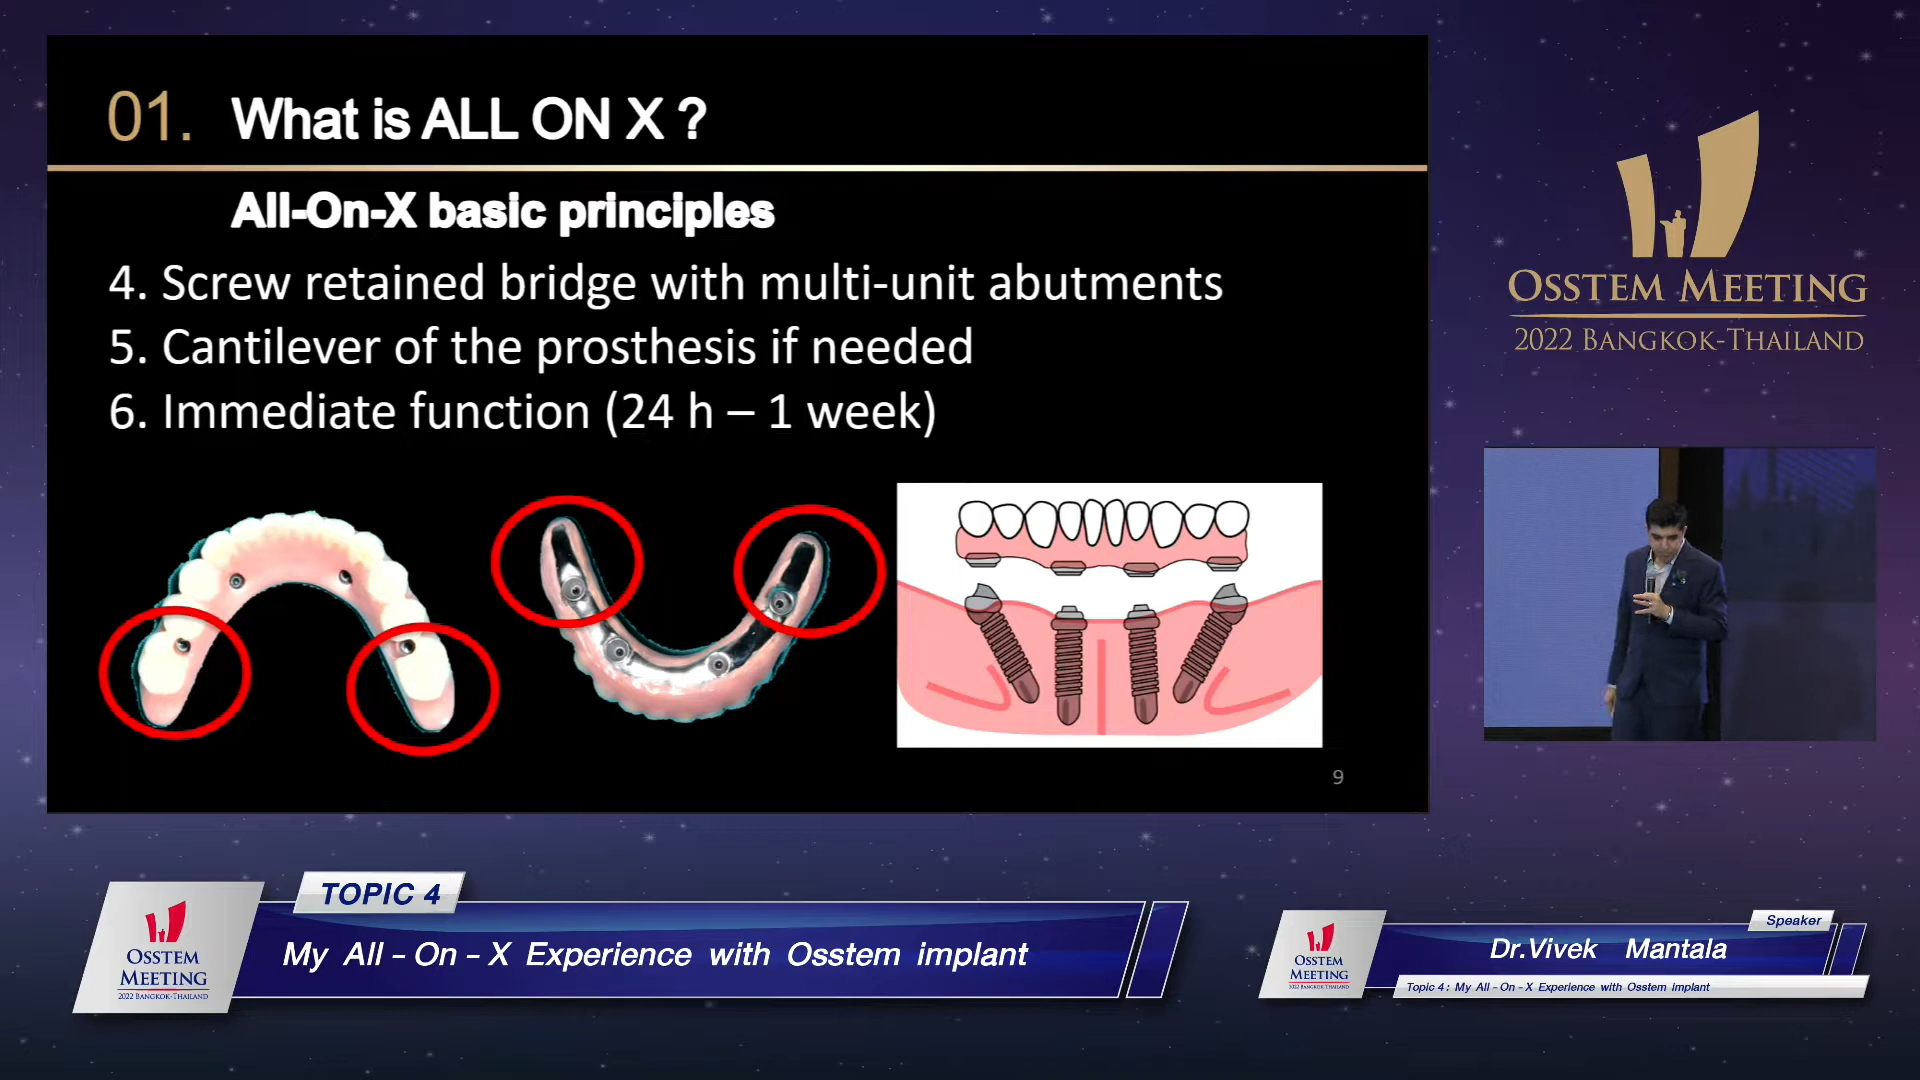 01. What is ALL ON X ?
All-On-X basic principles
4. Screw retained bridge with multi-unit abutments
5. Cantilever of the prosthesis if needed
6. Immediate function (24 h – 1 week)
9
OSSTEM MEETING
2022 BANGKOK-THAILAND
TOPIC 4
My All - On - X Experience with Osstem implant
OSSTEM
MEETING
2022 BANGKOK-THAILAND
Speaker
Dr.Vivek Mantala
Topic 4 : My All - On - X Experience with Osstem implant
OSSTEM
MEETING
2022 BANGKOK-THAILAND